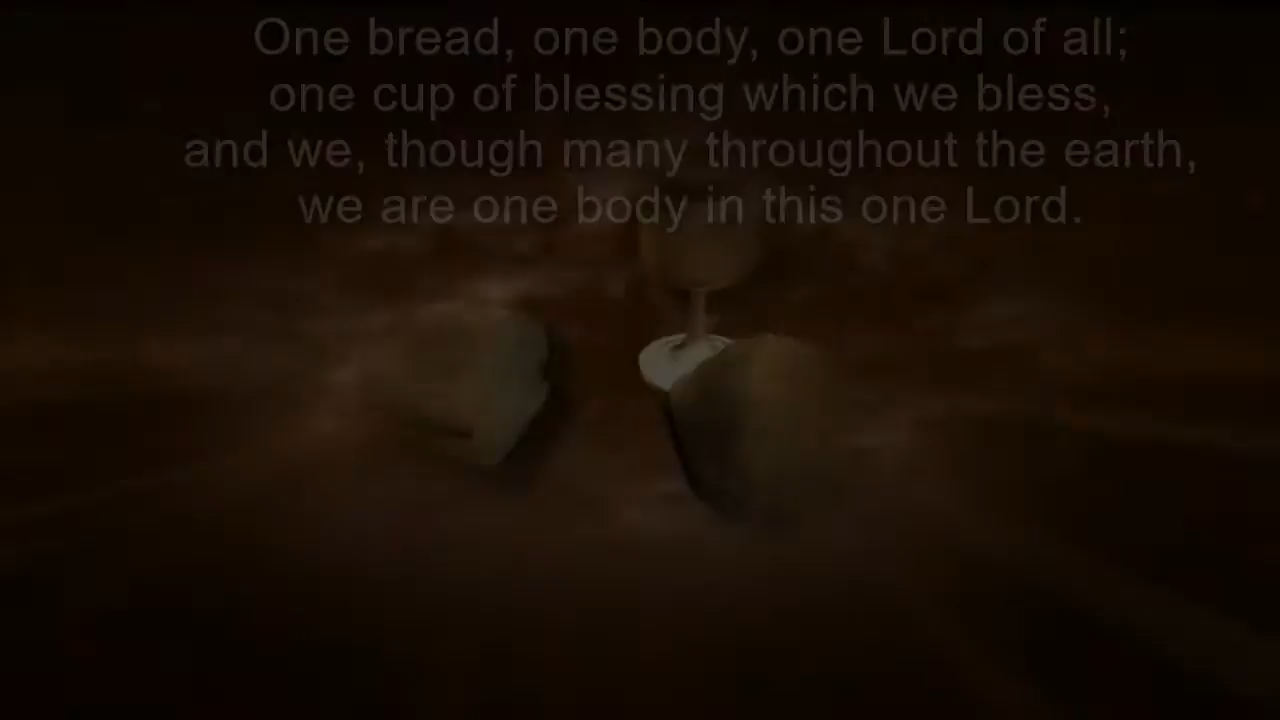 One bread, one body, one Lord of all;
one cup of blessing which we bless,
and we, though many throughout the earth,
we are one body in this one Lord.